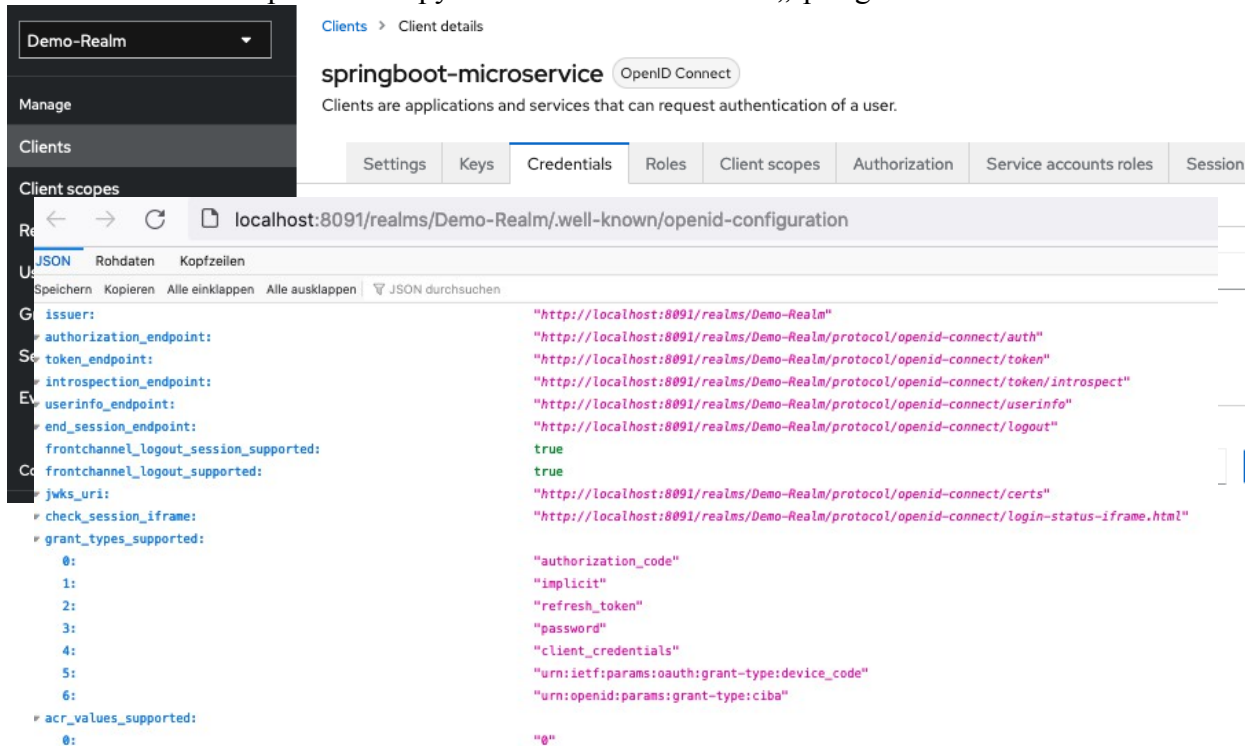 Demo-Realm
Manage
Clients
Client scopes
Clients > Client details
springboot-microservice OpenID Connect
Clients are applications and services that can request authentication of a user.
Settings Keys Credentials Roles Client scopes Authorization Service accounts roles Session
localhost:8091/realms/Demo-Realm/.well-known/openid-configuration
JSON Rohdaten Kopfzeilen
Speichern Kopieren Alle einklappen Alle ausklappen JSON durchsuchen
issuer: "http://localhost:8091/realms/Demo-Realm"
authorization_endpoint: "http://localhost:8091/realms/Demo-Realm/protocol/openid-connect/auth"
token_endpoint: "http://localhost:8091/realms/Demo-Realm/protocol/openid-connect/token"
introspection_endpoint: "http://localhost:8091/realms/Demo-Realm/protocol/openid-connect/token/introspect"
userinfo_endpoint: "http://localhost:8091/realms/Demo-Realm/protocol/openid-connect/userinfo"
end_session_endpoint: "http://localhost:8091/realms/Demo-Realm/protocol/openid-connect/logout"
frontchannel_logout_session_supported: true
frontchannel_logout_supported: true
jwks_uri: "http://localhost:8091/realms/Demo-Realm/protocol/openid-connect/certs"
check_session_iframe: "http://localhost:8091/realms/Demo-Realm/protocol/openid-connect/login-status-iframe.html"
grant_types_supported:
0: "authorization_code"
1: "implicit"
2: "refresh_token"
3: "password"
4: "client_credentials"
5: "urn:ietf:params:oauth:grant-type:device_code"
6: "urn:openid:params:grant-type:ciba"
acr_values_supported:
0: "0"